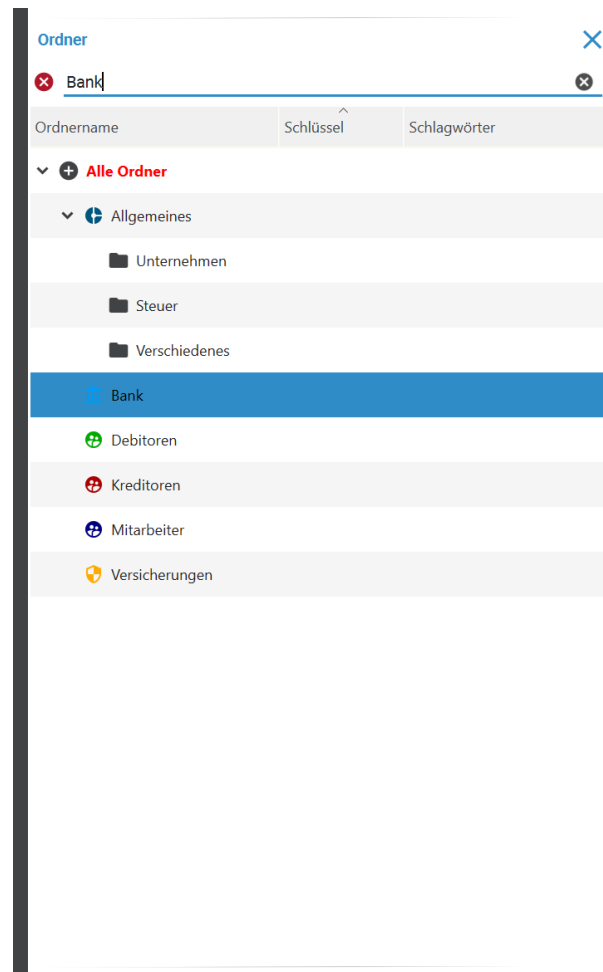 Ordner
Bank
Ordnername Schlüssel Schlagwörter
Alle Ordner
Allgemeines
Unternehmen
Steuer
Verschiedenes
Bank
Debitoren
Kreditoren
Mitarbeiter
Versicherungen